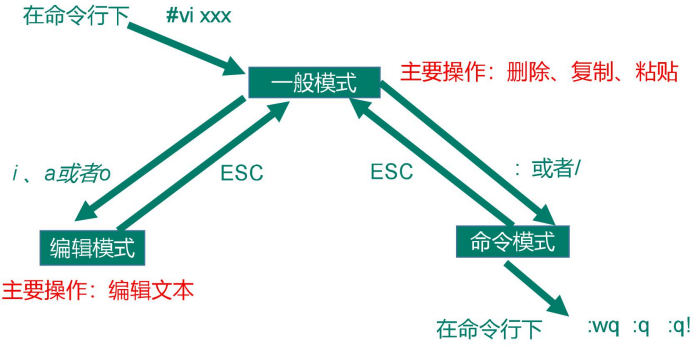 在命令行下 #vi xxx
一般模式
主要操作：删除、复制、粘贴
i 、a或者o
ESC
ESC
: 或者/
编辑模式
命令模式
主要操作：编辑文本
在命令行下 :wq :q :q!